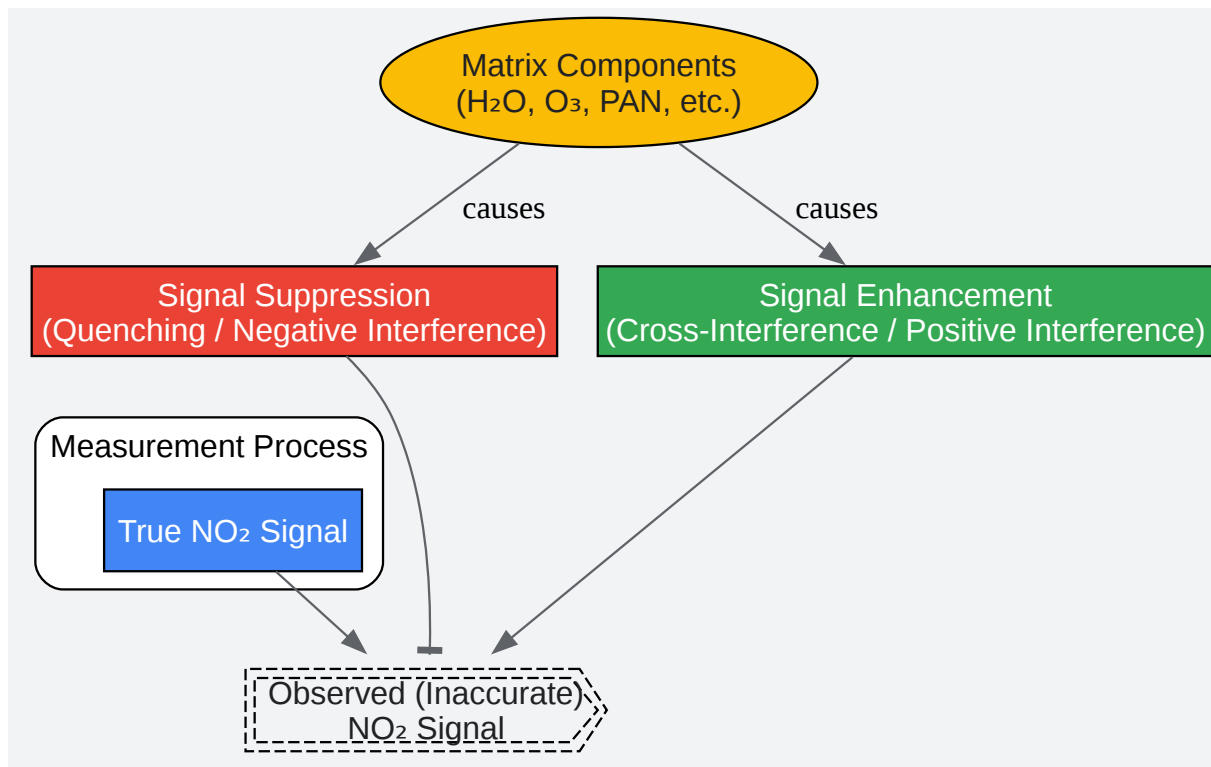 Matrix Components
(H₂O, O₃, PAN, etc.)
causes
causes
Signal Suppression
(Quenching / Negative Interference)
Signal Enhancement
(Cross-Interference / Positive Interference)
Measurement Process
True NO₂ Signal
Observed (Inaccurate)
NO₂ Signal